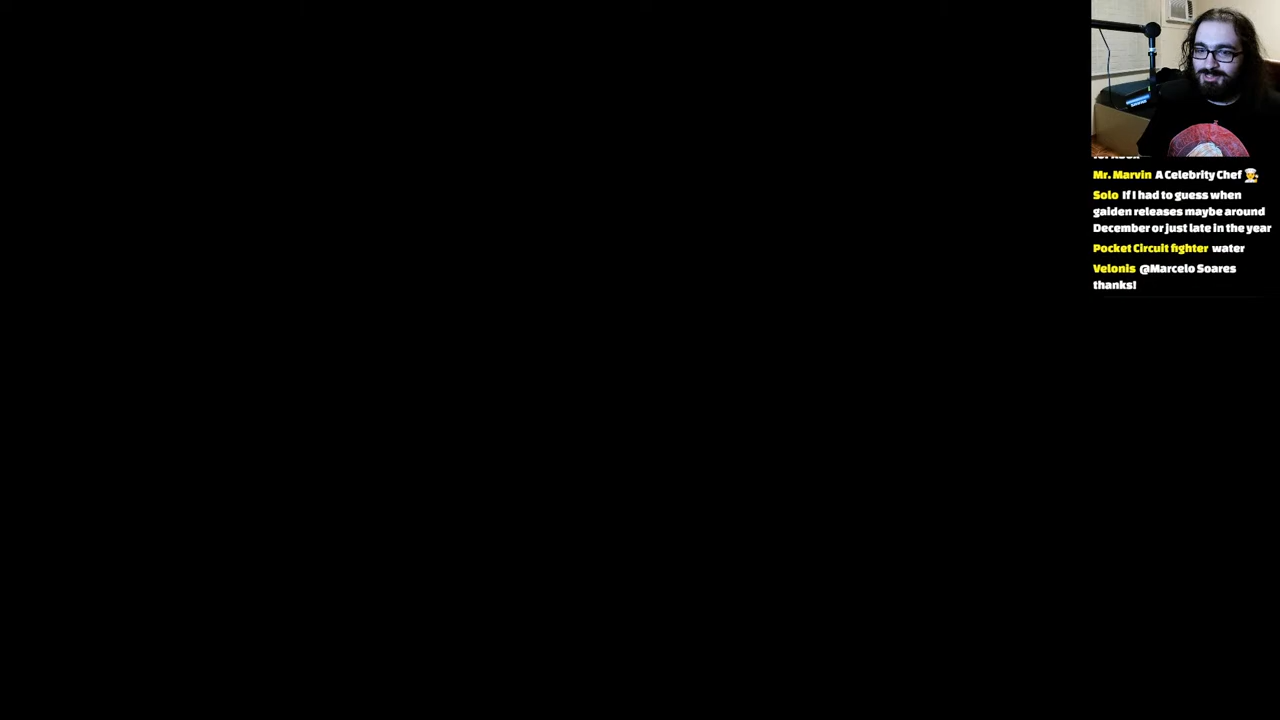 Mr. Marvin A Celebrity Chef
Solo If I had to guess when
gaiden releases maybe around
December or just late in the year
Pocket Circuit fighter water
Velonis @Marcelo Soares
thanks!